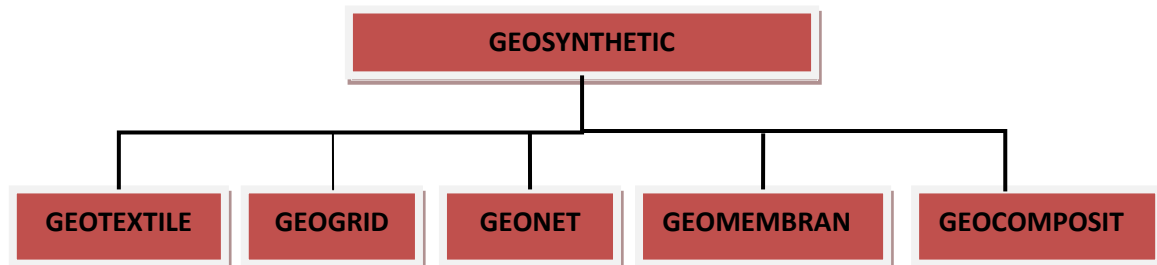 GEOSYNTHETIC
GEOTEXTILE
GEOGRID
GEONET
GEOMEMBRAN
GEOCOMPOSIT